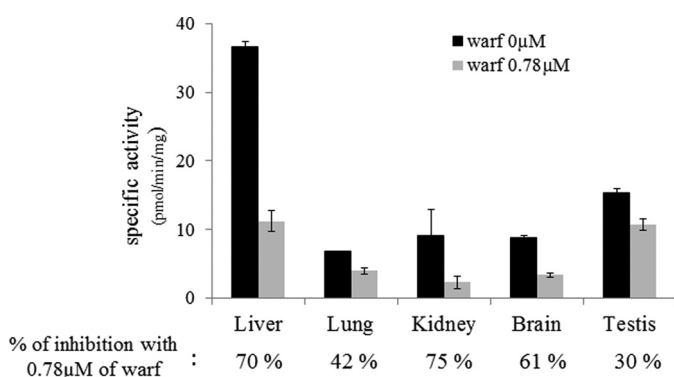 40
30
20
10
0
specific activity
(pmol/min/mg)
warf 0µM
warf 0.78µM
Liver Lung Kidney Brain Testis
% of inhibition with
0.78µM of warf : 70 % 42 % 75 % 61 % 30 %